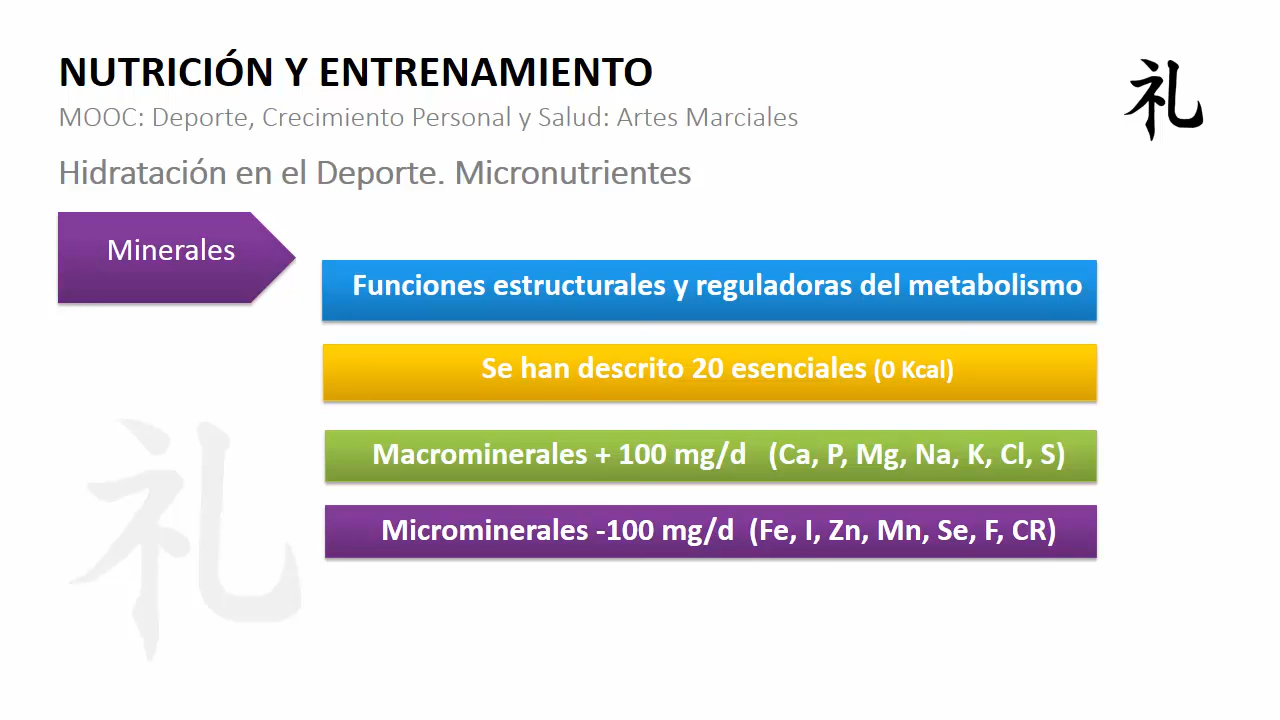 NUTRICIÓN Y ENTRENAMIENTO
礼
MOOC: Deporte, Crecimiento Personal y Salud: Artes Marciales
Hidratación en el Deporte. Micronutrientes
Minerales
Funciones estructurales y reguladoras del metabolismo
Se han descrito 20 esenciales (0 Kcal)
Macrominerales + 100 mg/d (Ca, P, Mg, Na, K, Cl, S)
Microminerales -100 mg/d (Fe, I, Zn, Mn, Se, F, CR)
礼